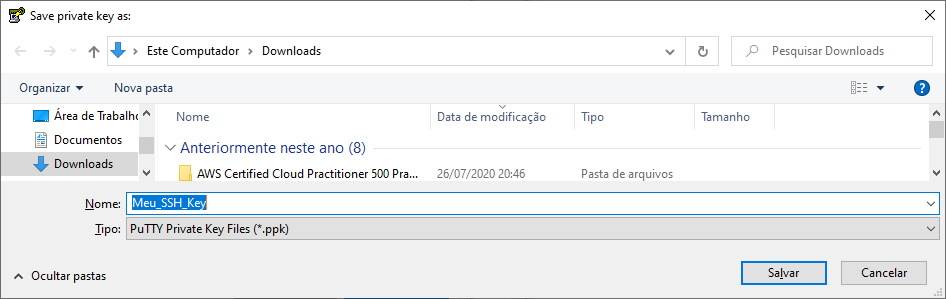 Save private key as:
Este Computador
Downloads
Pesquisar Downloads
Organizar
Nova pasta
?
Área de Trabalho
Documentos
Downloads
Nome
Data de modificação
Tipo
Tamanho
Anteriormente neste ano (8)
AWS Certified Cloud Practitioner 500 Pra...
26/07/2020 20:46
Pasta de arquivos
Nome: Meu_SSH_Key
Tipo: PuTTY Private Key Files (*.ppk)
Ocultar pastas
Salvar
Cancelar